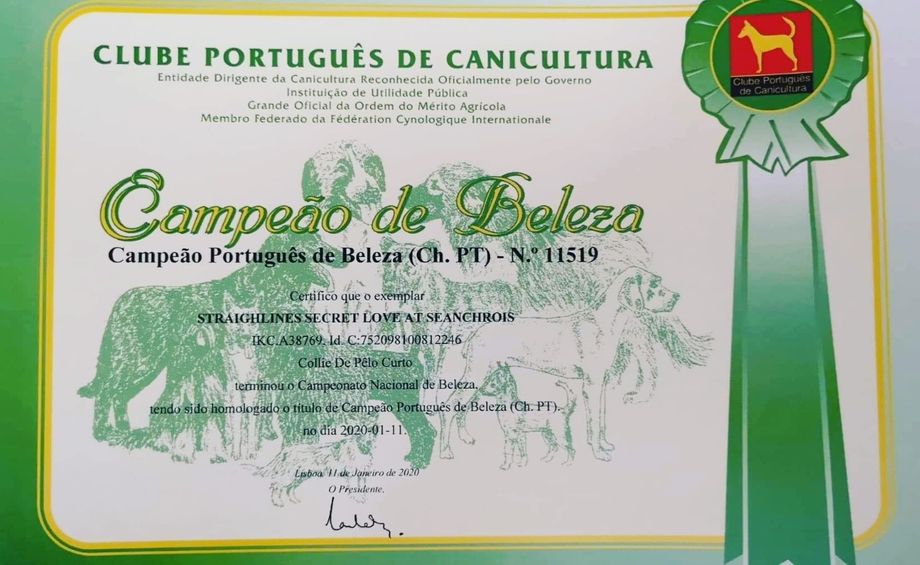 CLUBE PORTUGUÊS DE CANICULTURA
Entidade Dirigente da Canicultura Reconhecida Oficialmente pelo Governo
Instituição de Utilidade Pública
Grande Oficial da Ordem do Mérito Agrícola
Membro Federado da Fédération Cynologique Internationale
Clube Português
de Canicultura
Campeão de Beleza
Campeão Português de Beleza (Ch. PT) - N.º 11519
Certifico que o exemplar
STRAIGHLINES SECRET LOVE AT SEANCHROIS
IKC.A38769, Id. C:752098100812246
Collie De Pêlo Curto
terminou o Campeonato Nacional de Beleza,
tendo sido homologado o título de Campeão Português de Beleza (Ch. PT).
no dia 2020-01-11.
Lisboa, 11 de Janeiro de 2020
O Presidente,